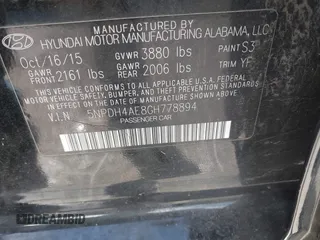 MANUFACTURED BY
HYUNDAI MOTOR MANUFACTURING ALABAMA, LLC
Oct/16/15 GVWR 3880 lbs PAINT S3
GAWR FRONT 2161 lbs GAWR REAR 2006 lbs TRIM YF
THIS VEHICLE CONFORMS TO ALL APPLICABLE U.S. FEDERAL
MOTOR VEHICLE SAFETY, BUMPER, AND THEFT PREVENTION
STANDARDS IN EFFECT ON THE DATE OF MANUFACTURE SHOWN ABOVE.
V.I.N. 5NPDH4AE8GH778894
PASSENGER CAR
DREAMBID